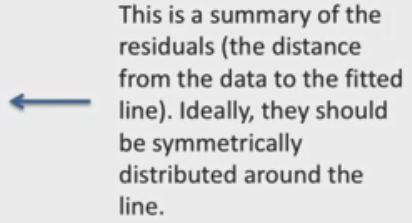 This is a summary of the
residuals (the distance
from the data to the fitted
line). Ideally, they should
be symmetrically
distributed around the
line.